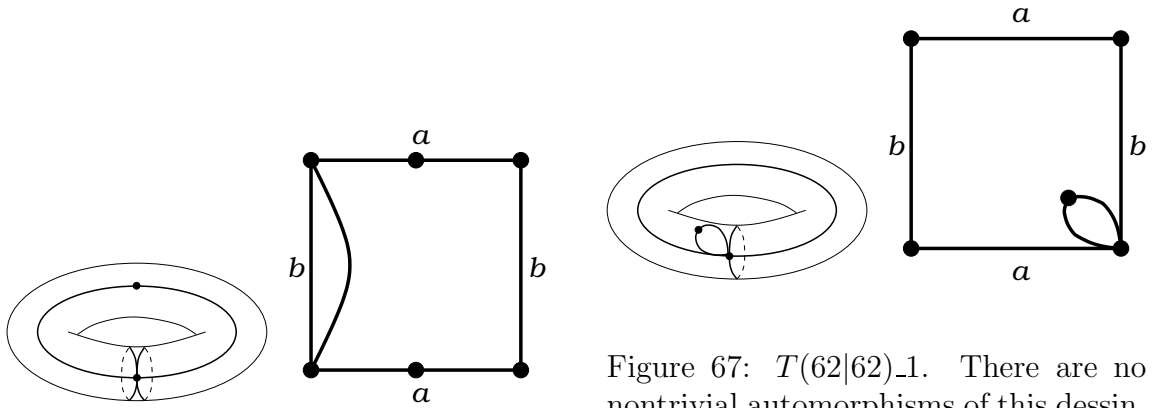 a
b
b
a
a
b
b
a
Figure 67: T(62|62)_1. There are no
nontrivial automorphisms of this dessin.